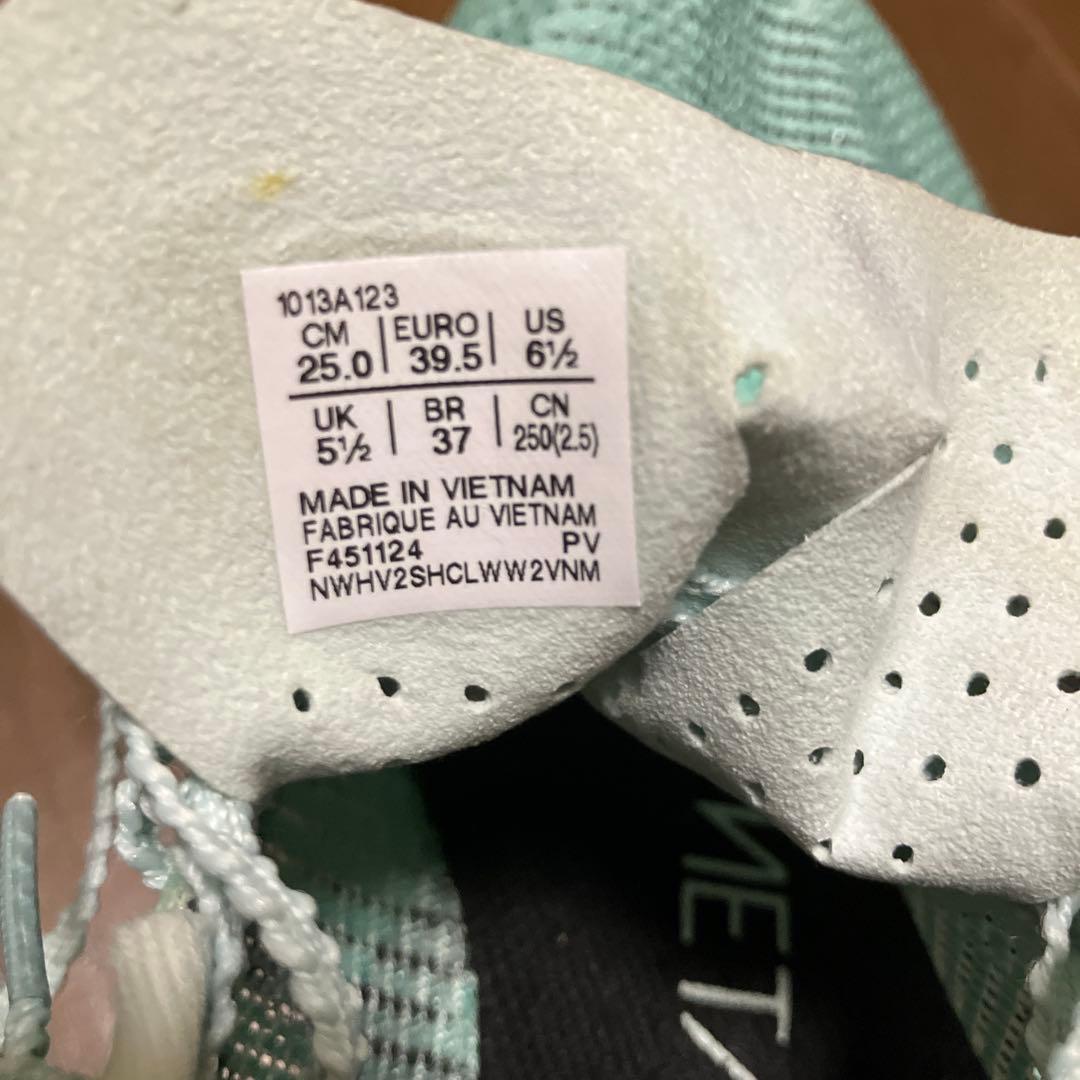 1013A123
CM EURO US
25.0 39.5 6½
UK BR CN
5½ 37 250(2.5)
MADE IN VIETNAM
FABRIQUE AU VIETNAM
F451124 PV
NWHV2SHCLWW2VNM
MET